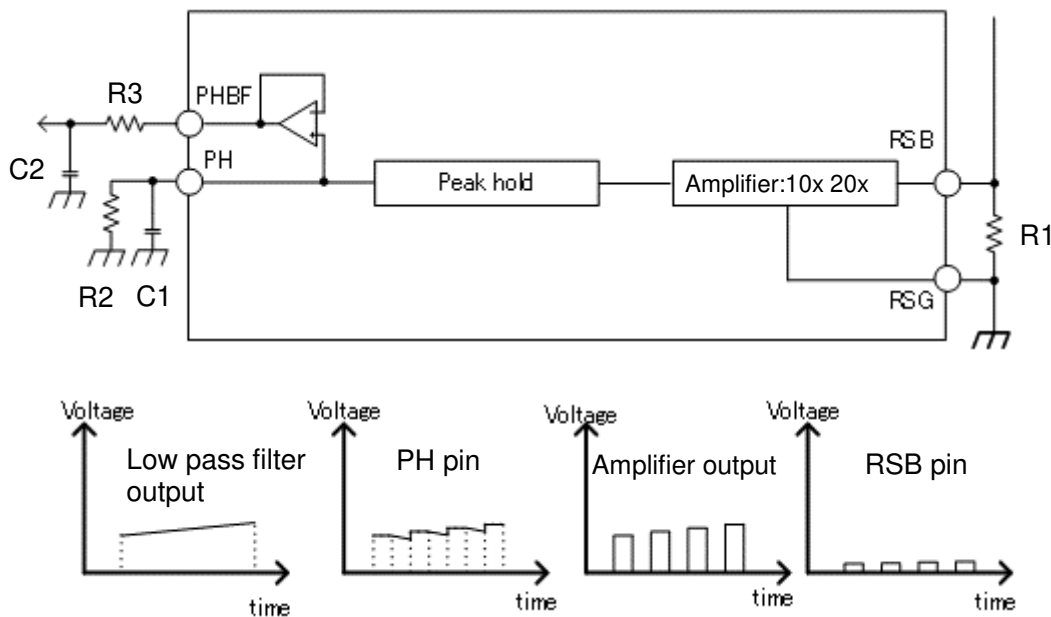 R3
PHBF
PH
C2
R2
C1
Peak hold
Amplifier:10x 20x
RSB
RSG
R1
Voltage
Low pass filter
output
time
Voltage
PH pin
time
Voltage
Amplifier output
time
Voltage
RSB pin
time